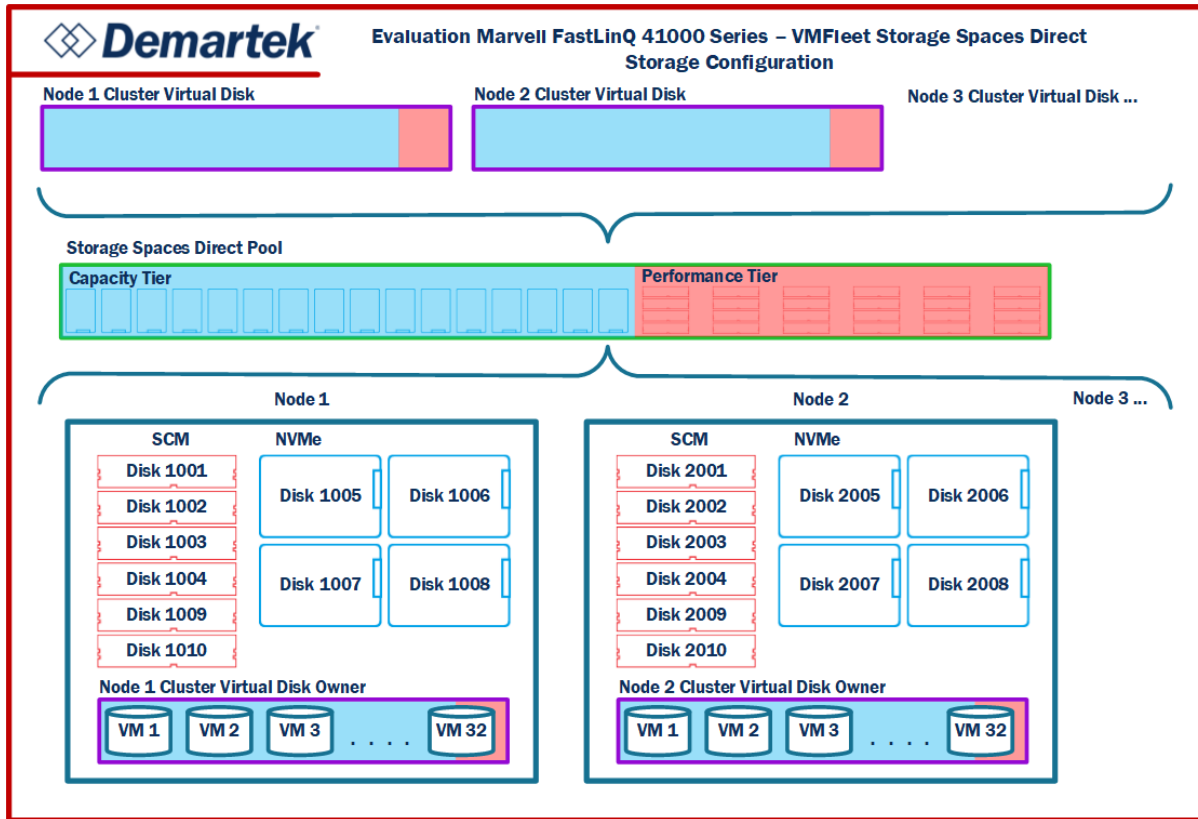 Demartek
Evaluation Marvell FastLinQ 41000 Series – VMFleet Storage Spaces Direct
Storage Configuration
Node 1 Cluster Virtual Disk
Node 2 Cluster Virtual Disk
Node 3 Cluster Virtual Disk ...
Storage Spaces Direct Pool
Capacity Tier
Performance Tier
Node 1
Node 2
Node 3 ...
SCM
NVMe
Disk 1001
Disk 1002
Disk 1003
Disk 1004
Disk 1009
Disk 1010
Disk 1005
Disk 1006
Disk 1007
Disk 1008
Node 1 Cluster Virtual Disk Owner
VM 1
VM 2
VM 3
. . . .
VM 32
SCM
NVMe
Disk 2001
Disk 2002
Disk 2003
Disk 2004
Disk 2009
Disk 2010
Disk 2005
Disk 2006
Disk 2007
Disk 2008
Node 2 Cluster Virtual Disk Owner
VM 1
VM 2
VM 3
. . . .
VM 32